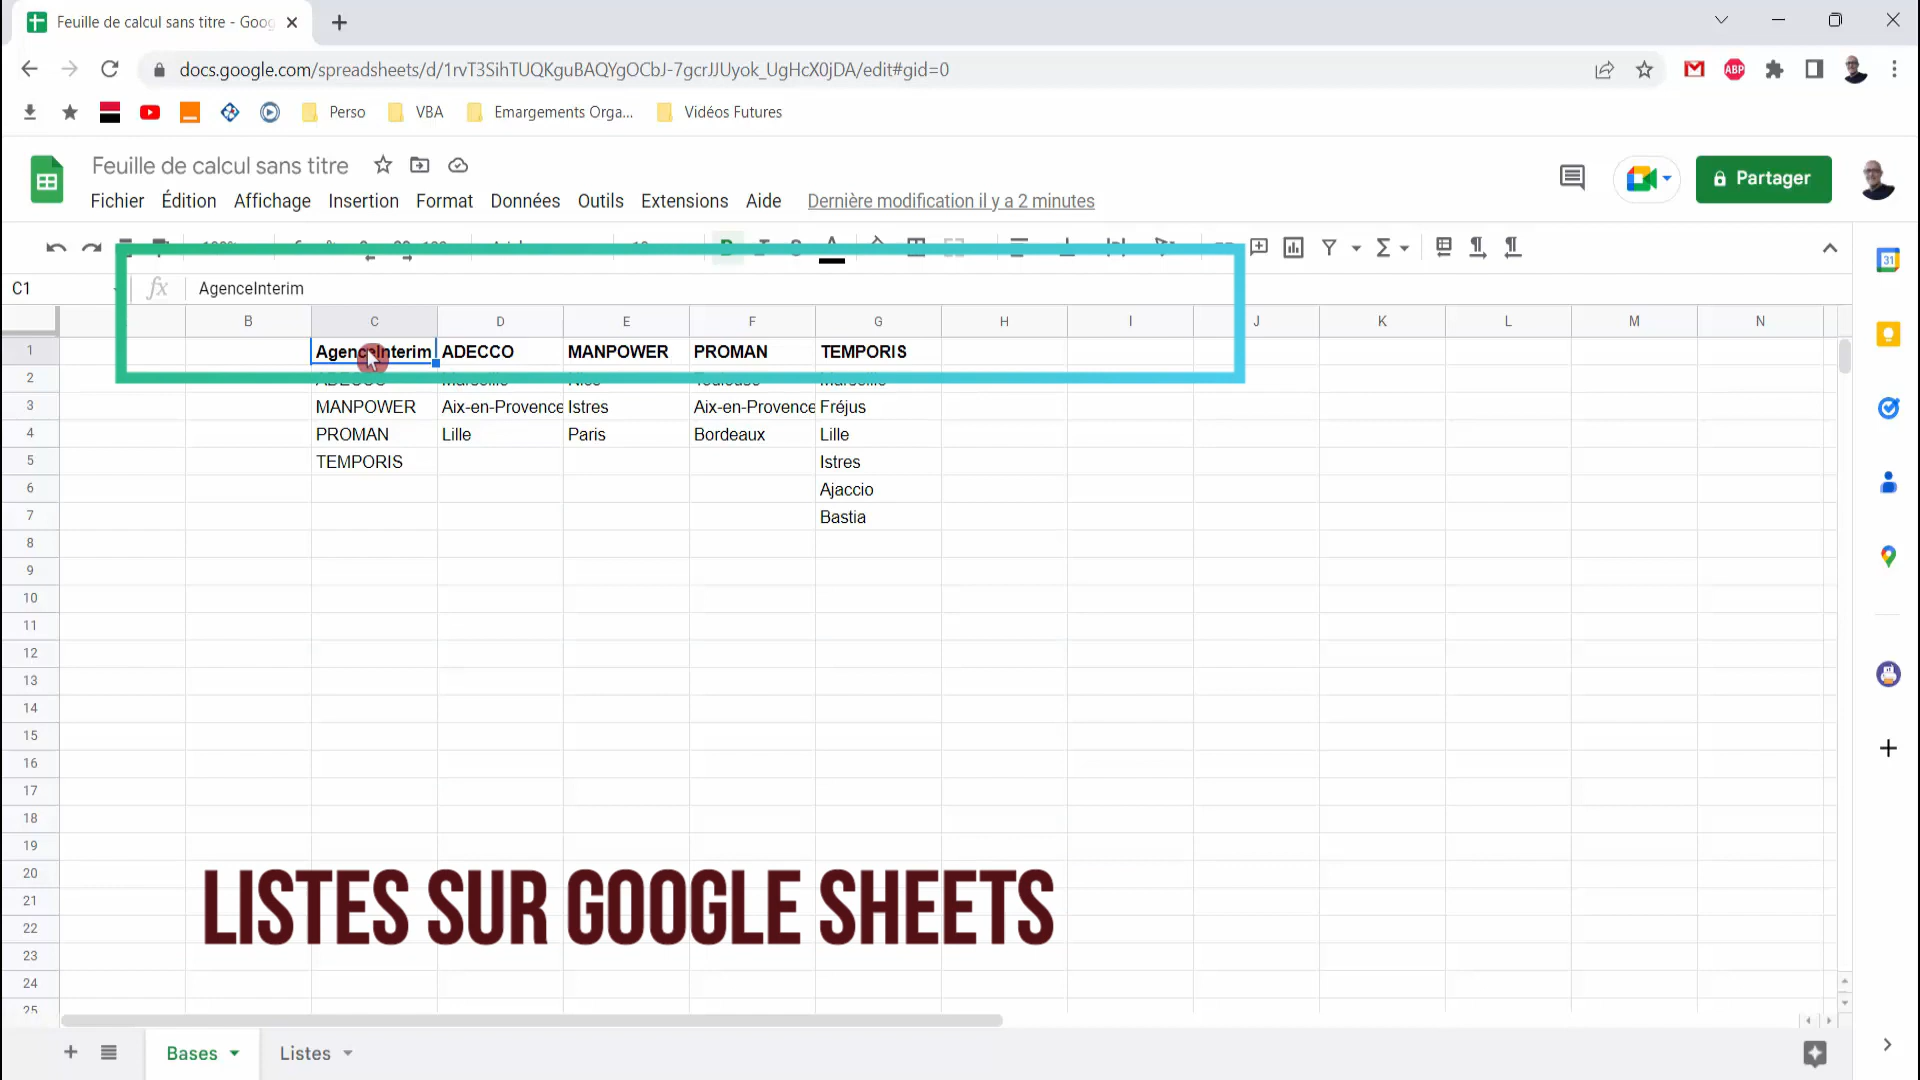 Feuille de calcul sans titre - Goog
docs.google.com/spreadsheets/d/1rvT3SihTUQKguBAQYgOCbJ-7gcrJJUyok_UgHcX0jDA/edit#gid=0
ABP
Perso VBA Emargements Orga... Vidéos Futures
Feuille de calcul sans titre
Partager
Fichier Édition Affichage Insertion Format Données Outils Extensions Aide Dernière modification il y a 2 minutes
31
C1 fx AgenceInterim
B C D E F G H I J K L M N
1 AgenceInterim ADECCO MANPOWER PROMAN TEMPORIS
2 ADECCO Marseille Nice Toulouse Marseille
3 MANPOWER Aix-en-Provence Istres Aix-en-Provence Fréjus
4 PROMAN Lille Paris Bordeaux Lille
5 TEMPORIS Istres
6 Ajaccio
7 Bastia
8
9
10
11
12
13
14
15
16
17
18
19
20
21
22
23
24
25
LISTES SUR GOOGLE SHEETS
Bases Listes